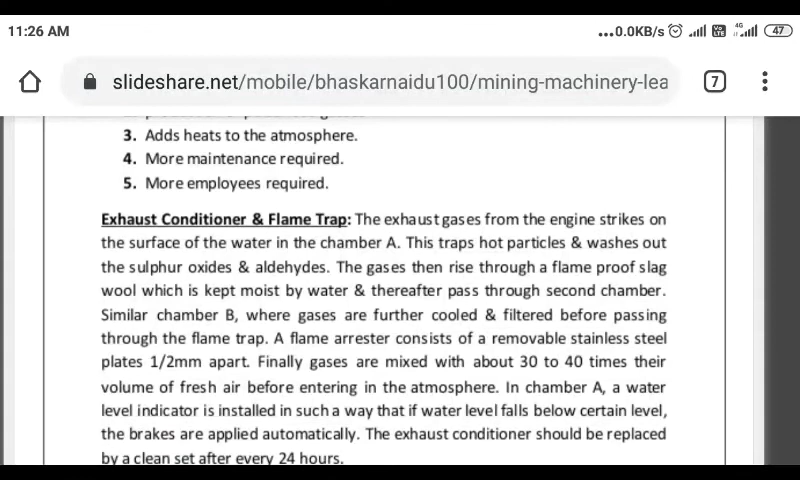 11:26 AM
...0.0KB/s 4G 47
slideshare.net/mobile/bhaskarnaidu100/mining-machinery-lea
7
3. Adds heats to the atmosphere.
4. More maintenance required.
5. More employees required.
Exhaust Conditioner & Flame Trap: The exhaust gases from the engine strikes on
the surface of the water in the chamber A. This traps hot particles & washes out
the sulphur oxides & aldehydes. The gases then rise through a flame proof slag
wool which is kept moist by water & thereafter pass through second chamber.
Similar chamber B, where gases are further cooled & filtered before passing
through the flame trap. A flame arrester consists of a removable stainless steel
plates 1/2mm apart. Finally gases are mixed with about 30 to 40 times their
volume of fresh air before entering in the atmosphere. In chamber A, a water
level indicator is installed in such a way that if water level falls below certain level,
the brakes are applied automatically. The exhaust conditioner should be replaced
by a clean set after every 24 hours.